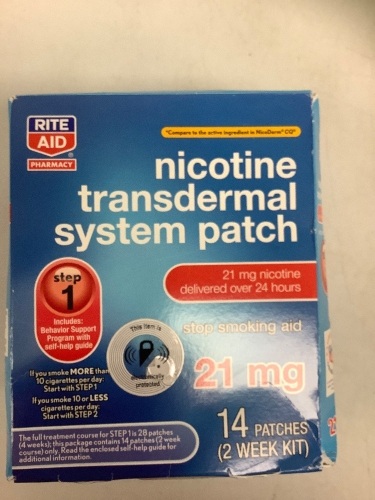 RITE
AID
PHARMACY
*Compare to the active ingredient in NicoDerm® CQ®
nicotine
transdermal
system patch
21 mg nicotine
delivered over 24 hours
step
1
Includes:
Behavior Support
Program with
self-help guide
This item is
electronically
protected
stop smoking aid
21 mg
If you smoke MORE than
10 cigarettes per day:
Start with STEP 1
If you smoke 10 or LESS
cigarettes per day:
Start with STEP 2
14 PATCHES
(2 WEEK KIT)
The full treatment course for STEP 1 is 28 patches
(4 weeks); this package contains 14 patches (2 week
course) only. Read the enclosed self-help guide for
additional information.